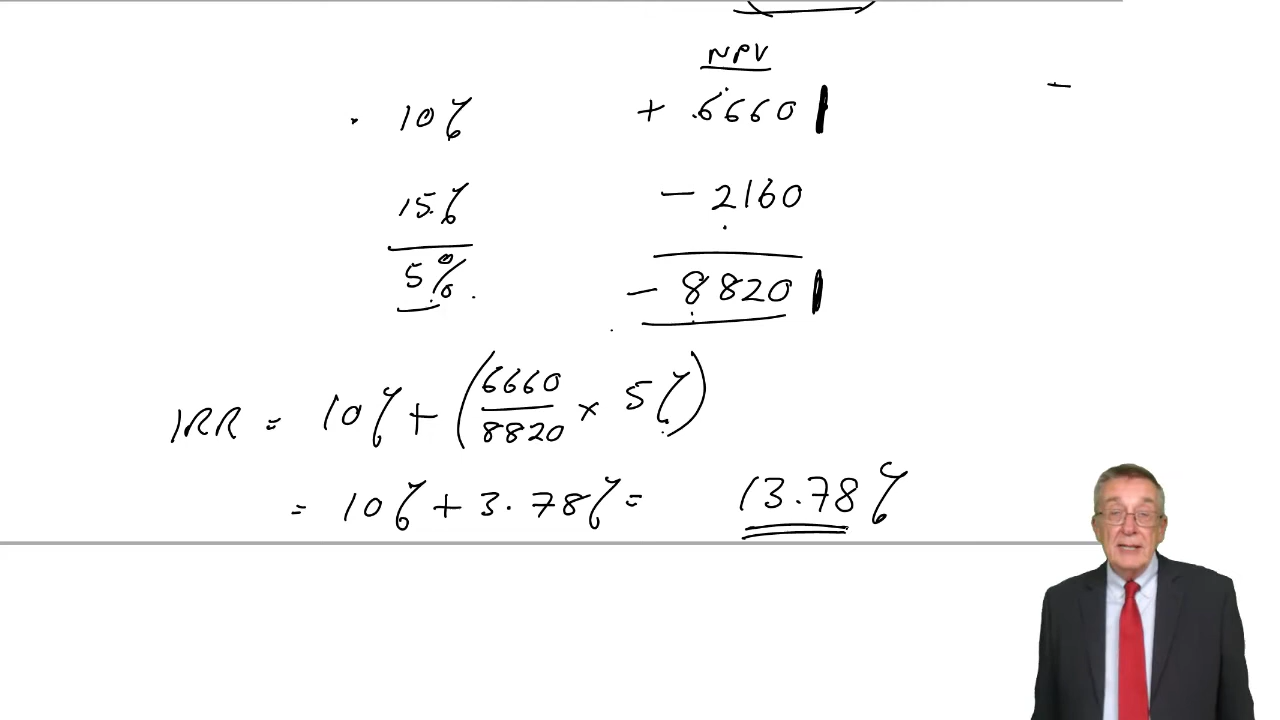 NPV
10% + 6660
15% - 2160
5% - 8820
IRR = 10% + (6660/8820 × 5%)
= 10% + 3.78% = 13.78%